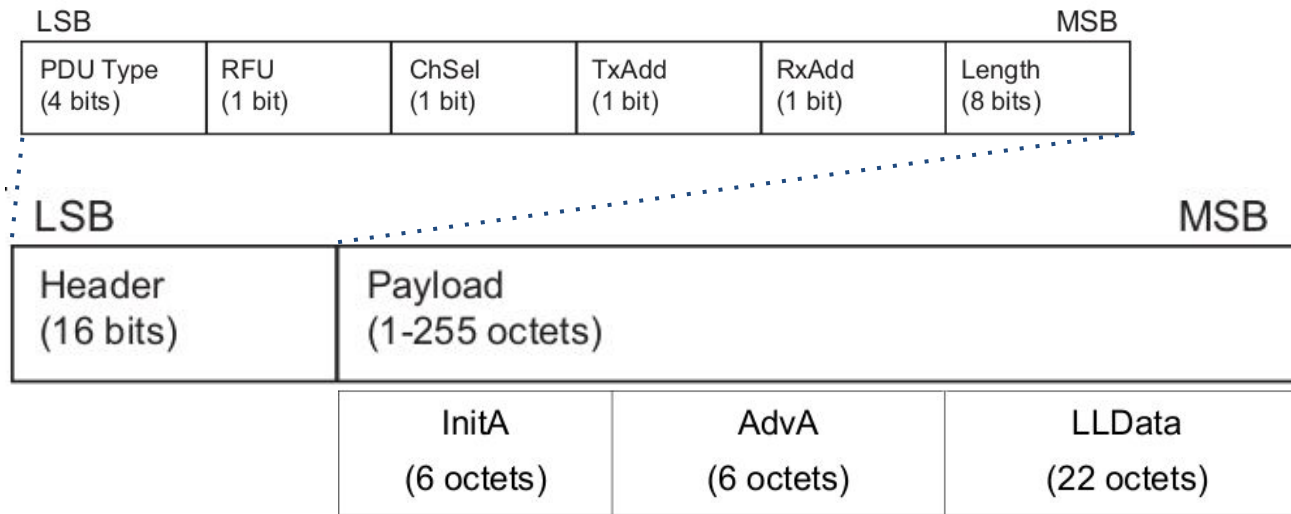 LSB MSB
PDU Type RFU ChSel TxAdd RxAdd Length
(4 bits) (1 bit) (1 bit) (1 bit) (1 bit) (8 bits)
LSB MSB
Header Payload
(16 bits) (1-255 octets)
InitA AdvA LLData
(6 octets) (6 octets) (22 octets)